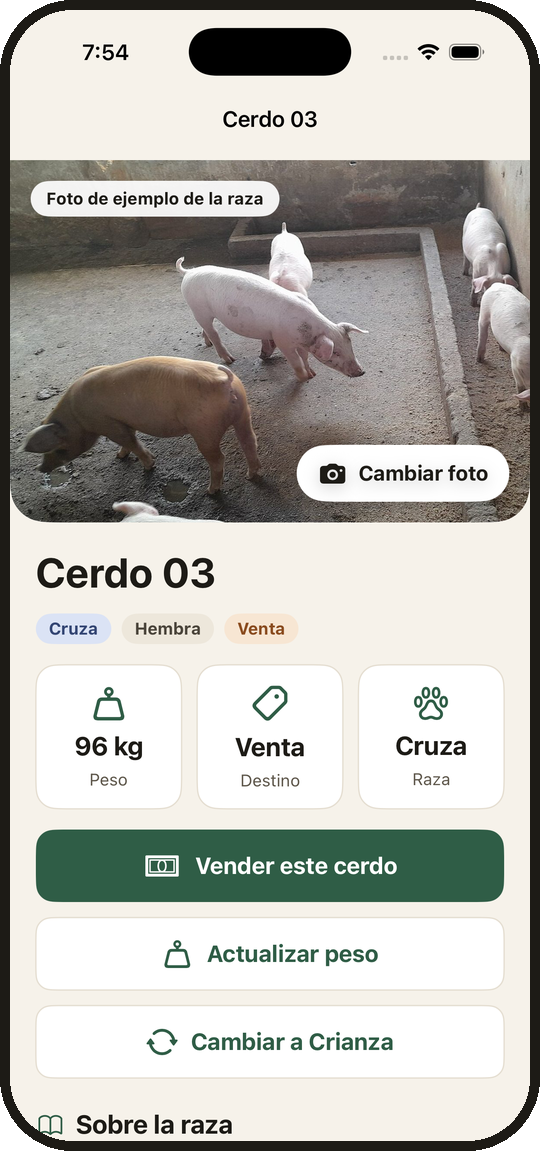 7:54
Cerdo 03
Foto de ejemplo de la raza
Cambiar foto
Cerdo 03
Cruza
Hembra
Venta
96 kg
Peso
Venta
Destino
Cruza
Raza
Vender este cerdo
Actualizar peso
Cambiar a Crianza
Sobre la raza